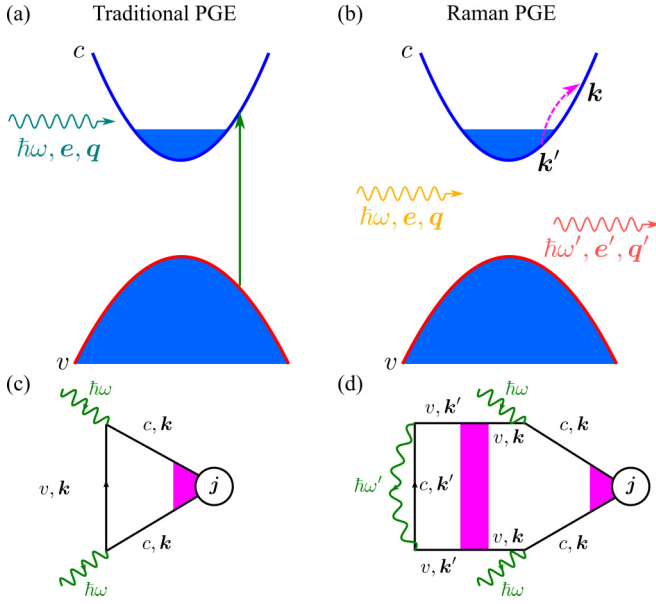 (a) Traditional PGE
(b) Raman PGE
c
ħω, e, q
v
c
k
k'
ħω, e, q
ħω', e', q'
v
(c)
ħω
c, k
v, k
j
c, k
ħω
(d)
ħω
v, k'
v, k
c, k
ħω'
c, k'
j
v, k
c, k
v, k'
ħω